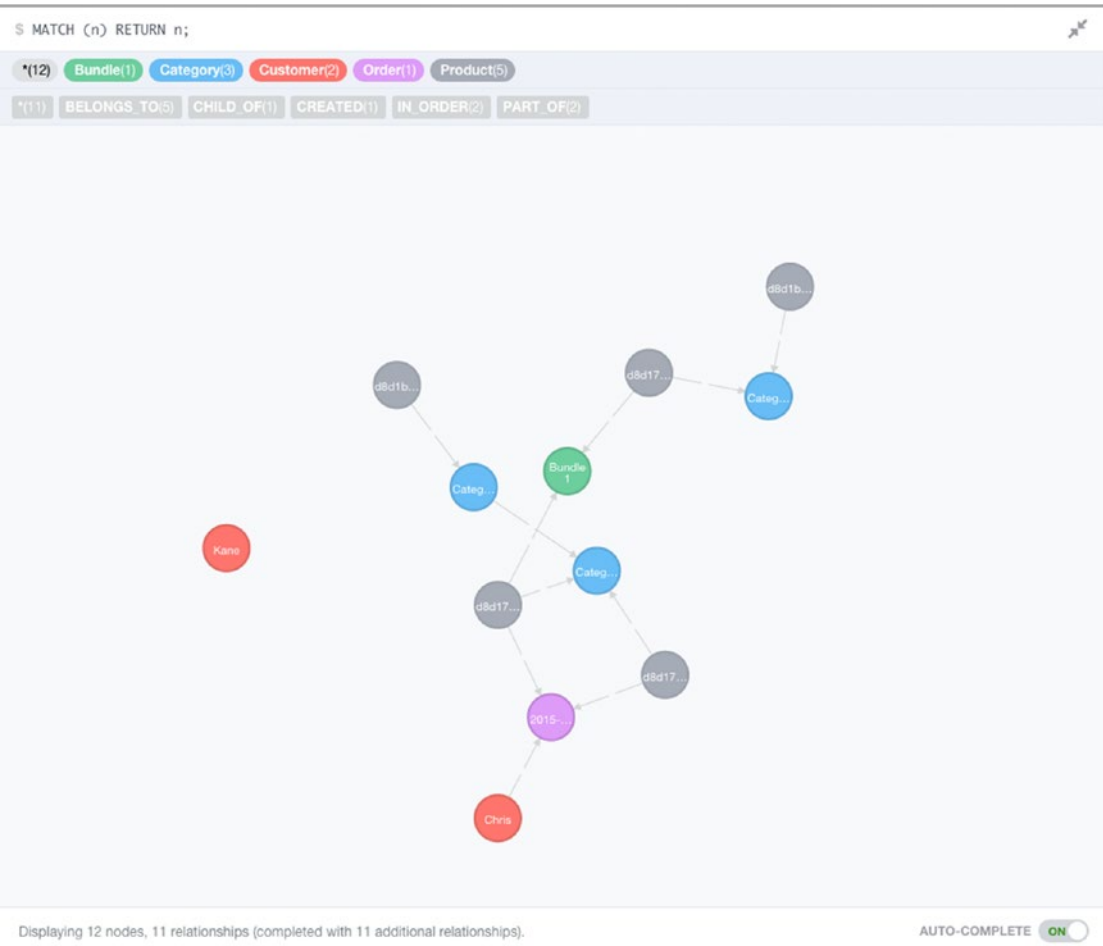 $ MATCH (n) RETURN n;
*(12) Bundle(1) Category(3) Customer(2) Order(1) Product(5)
*(11) BELONGS_TO(5) CHILD_OF(1) CREATED(1) IN_ORDER(2) PART_OF(2)
d8d1b...
d8d17...
d8d1b...
Categ...
Bundle
1
Categ...
Kane
Categ...
d8d17...
d8d17...
2015-...
Chris
Displaying 12 nodes, 11 relationships (completed with 11 additional relationships).
AUTO-COMPLETE ON